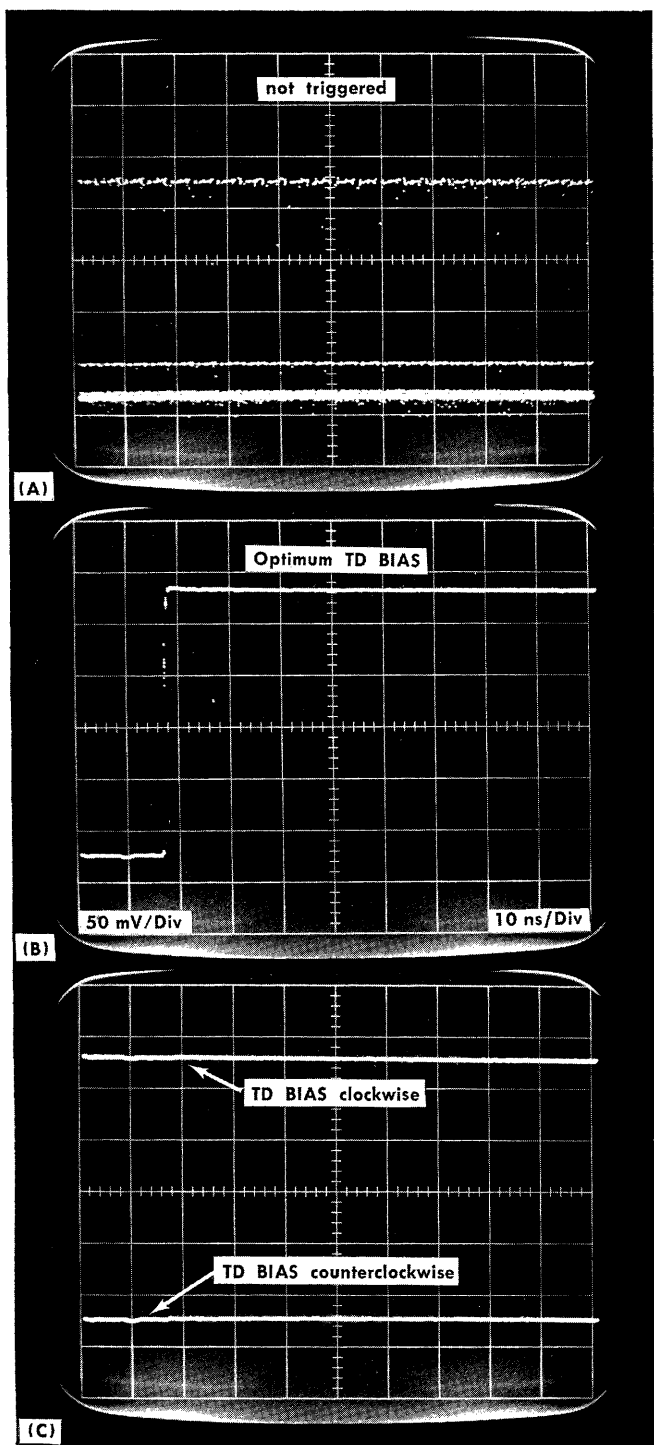 not triggered
(A)
Optimum TD BIAS
50 mV/Div
10 ns/Div
(B)
TD BIAS clockwise
TD BIAS counterclockwise
(C)